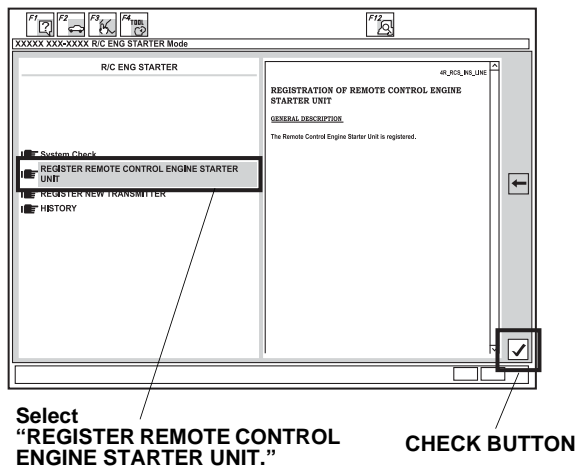 F1
F2
F3
F4 TOOL
F12
XXXXX XXX-XXXX R/C ENG STARTER Mode
R/C ENG STARTER
System Check
REGISTER REMOTE CONTROL ENGINE STARTER
UNIT
REGISTER NEW TRANSMITTER
HISTORY
4R_RCS_INS_LINE
REGISTRATION OF REMOTE CONTROL ENGINE
STARTER UNIT
GENERAL DESCRIPTION
The Remote Control Engine Starter Unit is registered.
Select
“REGISTER REMOTE CONTROL
ENGINE STARTER UNIT.”
CHECK BUTTON